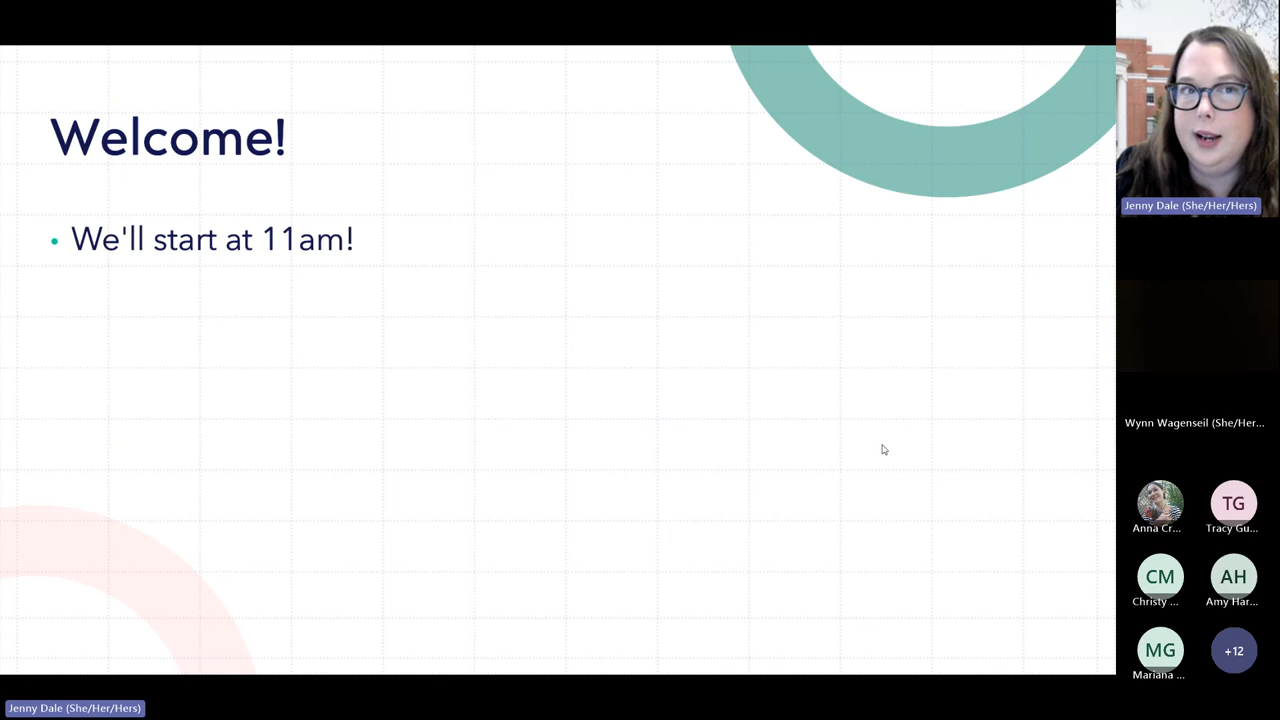 Welcome!
• We'll start at 11am!
Jenny Dale (She/Her/Hers)
Wynn Wagenseil (She/Her...
Anna Cr...
TG
Tracy Gu...
CM
Christy ...
AH
Amy Har...
MG
Mariana ...
+12
Jenny Dale (She/Her/Hers)